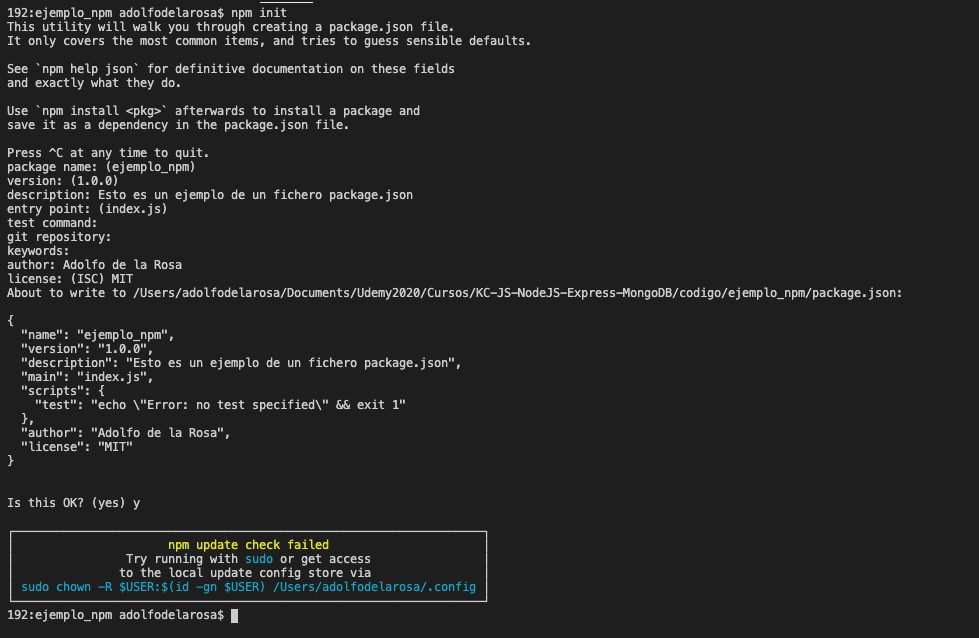 192:ejemplo_npm adolfodelarosa$ npm init
This utility will walk you through creating a package.json file.
It only covers the most common items, and tries to guess sensible defaults.
See `npm help json` for definitive documentation on these fields
and exactly what they do.
Use `npm install <pkg>` afterwards to install a package and
save it as a dependency in the package.json file.
Press ^C at any time to quit.
package name: (ejemplo_npm)
version: (1.0.0)
description: Esto es un ejemplo de un fichero package.json
entry point: (index.js)
test command:
git repository:
keywords:
author: Adolfo de la Rosa
license: (ISC) MIT
About to write to /Users/adolfodelarosa/Documents/Udemy2020/Cursos/KC-JS-NodeJS-Express-MongoDB/codigo/ejemplo_npm/package.json:
{
  "name": "ejemplo_npm",
  "version": "1.0.0",
  "description": "Esto es un ejemplo de un fichero package.json",
  "main": "index.js",
  "scripts": {
    "test": "echo \"Error: no test specified\" && exit 1"
  },
  "author": "Adolfo de la Rosa",
  "license": "MIT"
}
Is this OK? (yes) y
npm update check failed
Try running with sudo or get access
to the local update config store via
sudo chown -R $USER:$(id -gn $USER) /Users/adolfodelarosa/.config
192:ejemplo_npm adolfodelarosa$